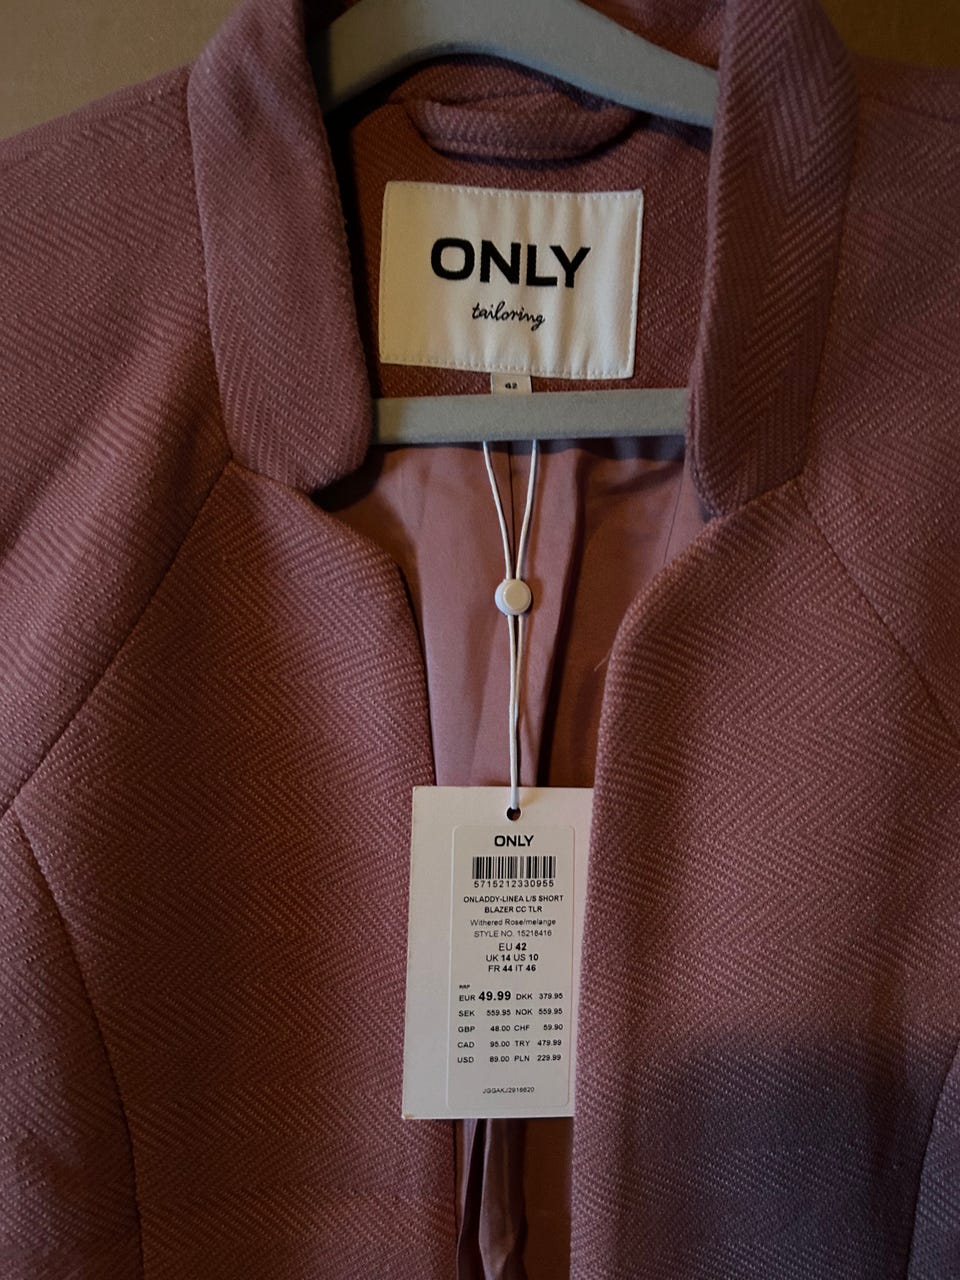 ONLY
tailoring
42
ONLY
5715212330955
ONLADDY-LINEA L/S SHORT
BLAZER CC TLR
Withered Rose/melange
STYLE NO. 15218416
EU 42
UK 14 US 10
FR 44 IT 46
RRP
EUR 49.99 DKK 379.95
SEK 559.95 NOK 559.95
GBP 48.00 CHF 59.90
CAD 95.00 TRY 479.99
USD 89.00 PLN 229.99
JGGAKJ2916620